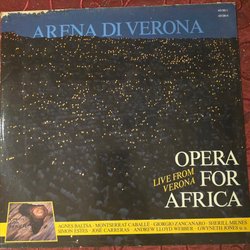 ARENA DI VERONA
LIVE FROM
VERONA
OPERA
FOR
AFRICA
AGNES BALTSA · MONTSERRAT CABALLÉ · GIORGIO ZANCANARO · SHERILL MILNES
SIMON ESTES · JOSÉ CARRERAS · ANDREW LLOYD WEBBER · GWYNETH JONES